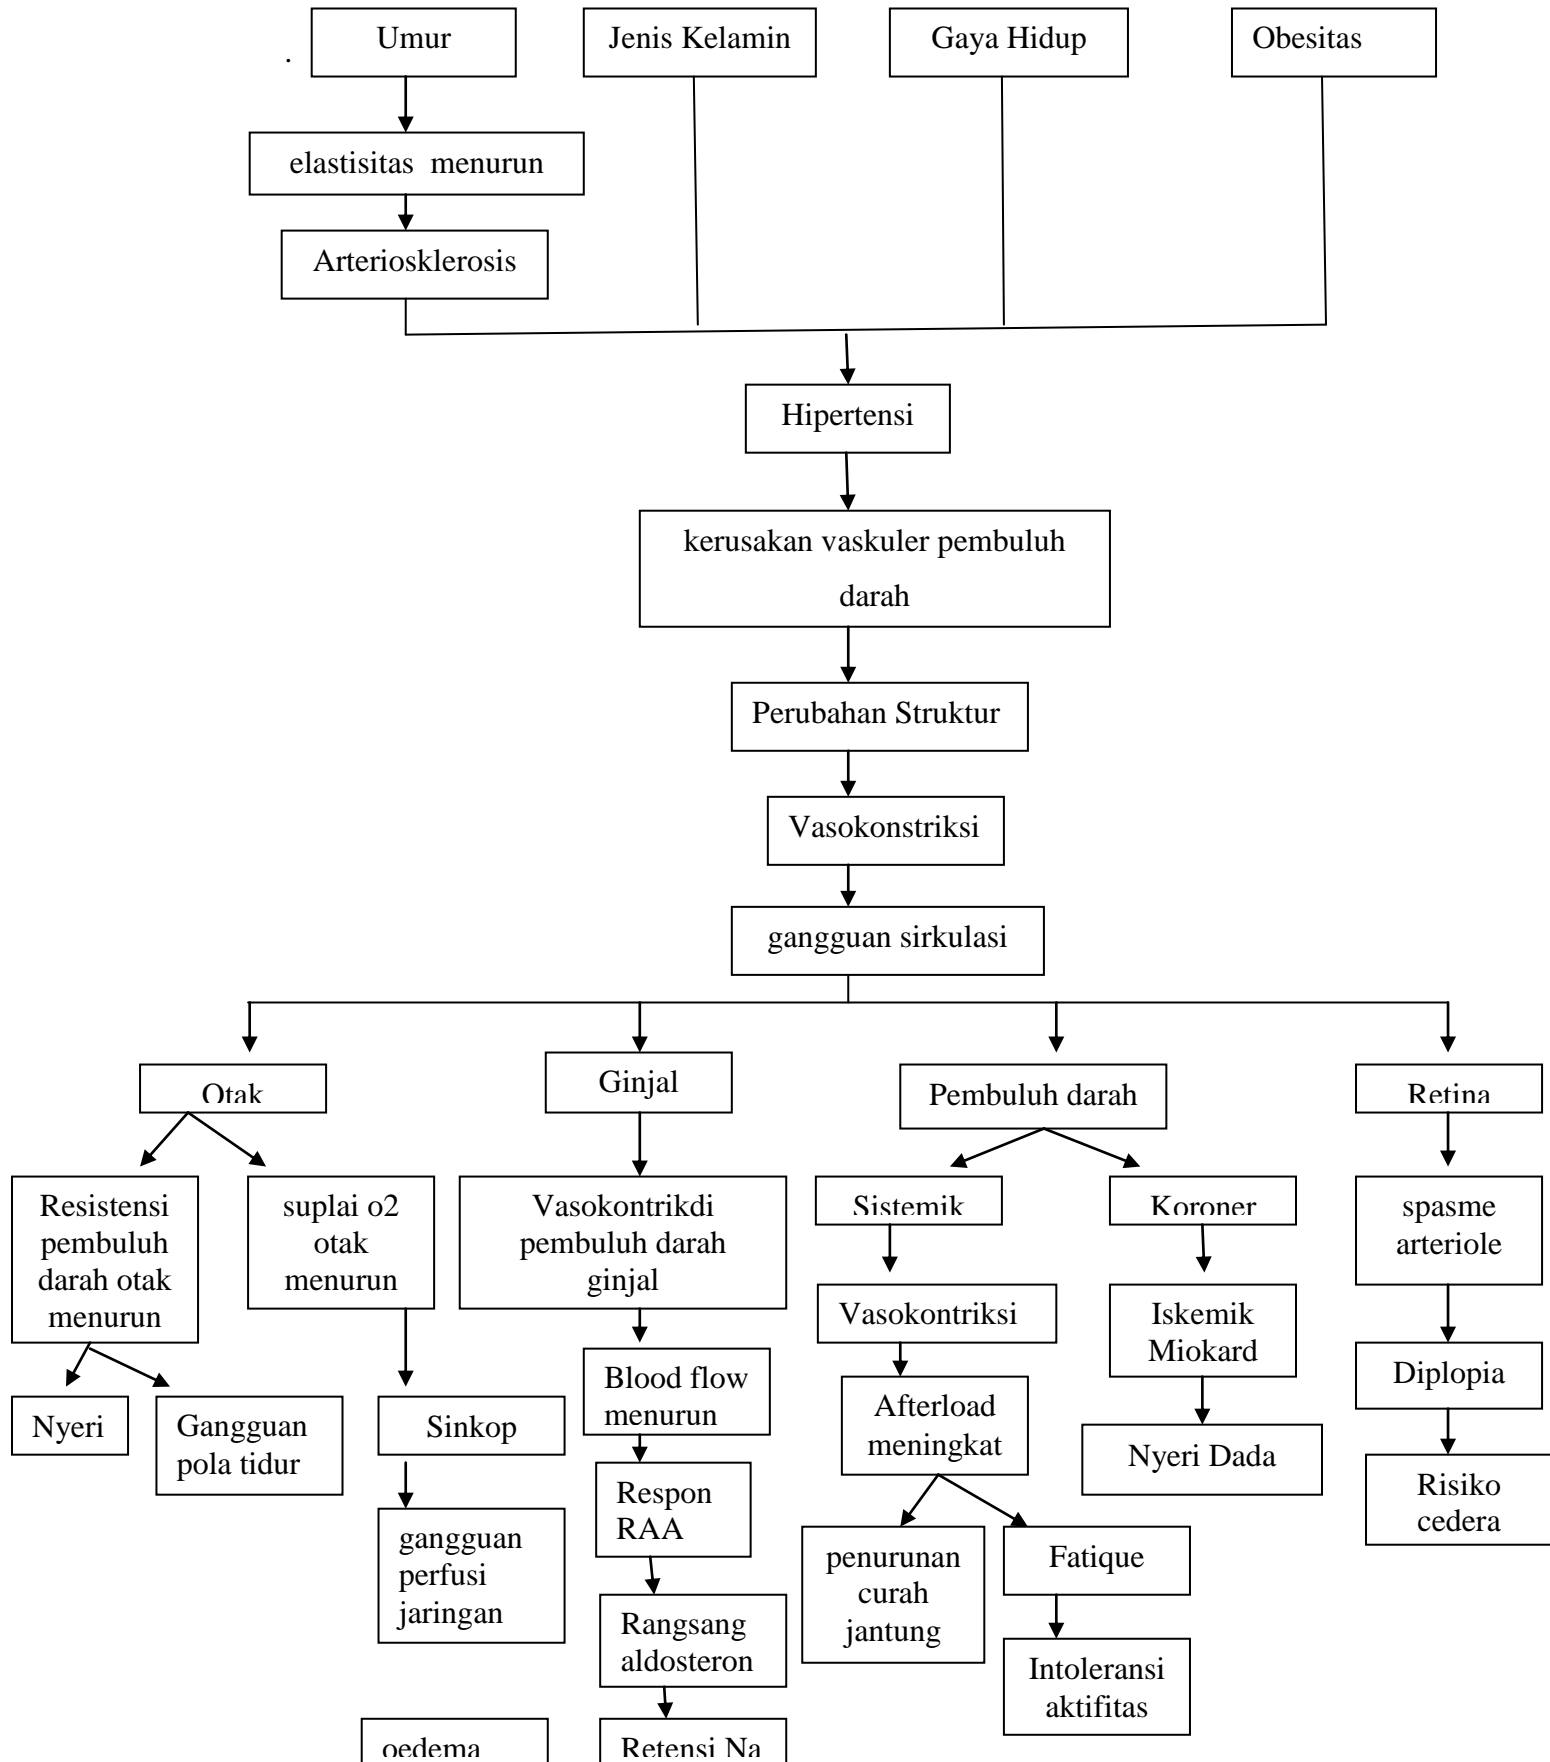 Umur
Jenis Kelamin
Gaya Hidup
Obesitas
.
elastisitas menurun
Arteriosklerosis
Hipertensi
kerusakan vaskuler pembuluh
darah
Perubahan Struktur
Vasokonstriksi
gangguan sirkulasi
Otak
Ginjal
Pembuluh darah
Retina
Resistensi
pembuluh
darah otak
menurun
suplai o2
otak
menurun
Vasokontrikdi
pembuluh darah
ginjal
Sistemik
Koroner
spasme
arteriole
Vasokontriksi
Iskemik
Miokard
Blood flow
menurun
Diplopia
Nyeri
Gangguan
pola tidur
Sinkop
Afterload
meningkat
Nyeri Dada
Respon
RAA
Risiko
cedera
gangguan
perfusi
jaringan
penurunan
curah
jantung
Fatique
Rangsang
aldosteron
Intoleransi
aktifitas
oedema
Retensi Na